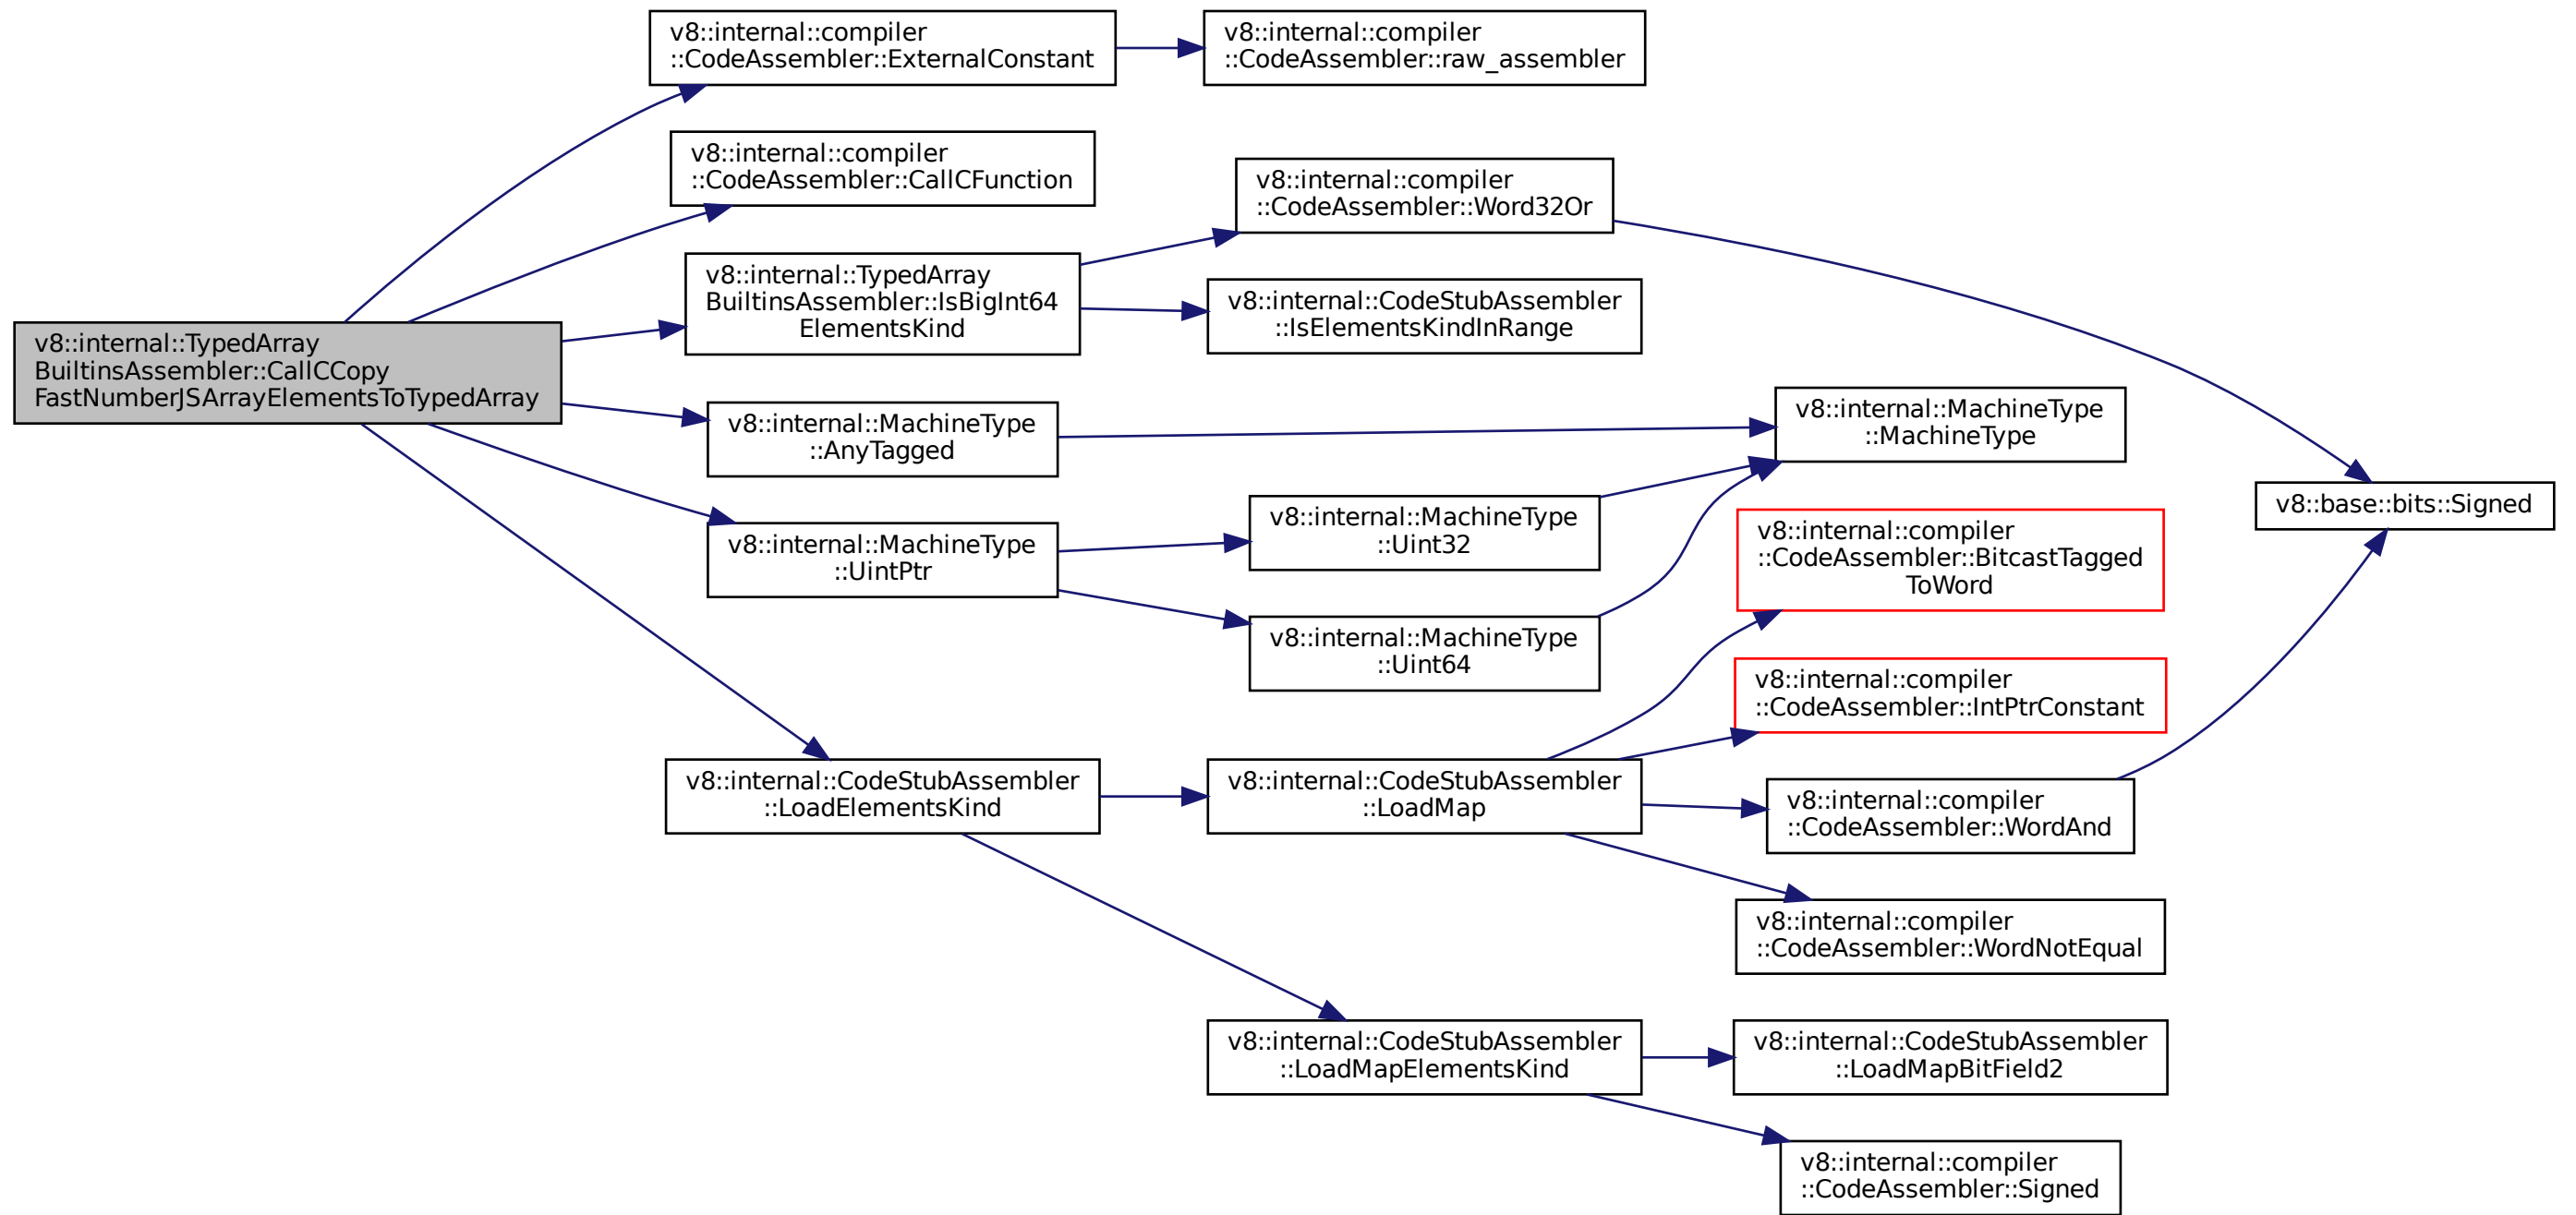 v8::internal::compiler
::CodeAssembler::ExternalConstant
v8::internal::compiler
::CodeAssembler::raw_assembler
v8::internal::compiler
::CodeAssembler::CallCFunction
v8::internal::compiler
::CodeAssembler::Word32Or
v8::internal::TypedArray
BuiltinsAssembler::IsBigInt64
ElementsKind
v8::internal::CodeStubAssembler
::IsElementsKindInRange
v8::internal::TypedArray
BuiltinsAssembler::CallCCopy
FastNumberJSArrayElementsToTypedArray
v8::internal::MachineType
::AnyTagged
v8::internal::MachineType
::MachineType
v8::internal::MachineType
::UintPtr
v8::internal::MachineType
::Uint32
v8::base::bits::Signed
v8::internal::compiler
::CodeAssembler::BitcastTagged
ToWord
v8::internal::MachineType
::Uint64
v8::internal::compiler
::CodeAssembler::IntPtrConstant
v8::internal::CodeStubAssembler
::LoadElementsKind
v8::internal::CodeStubAssembler
::LoadMap
v8::internal::compiler
::CodeAssembler::WordAnd
v8::internal::compiler
::CodeAssembler::WordNotEqual
v8::internal::CodeStubAssembler
::LoadMapElementsKind
v8::internal::CodeStubAssembler
::LoadMapBitField2
v8::internal::compiler
::CodeAssembler::Signed